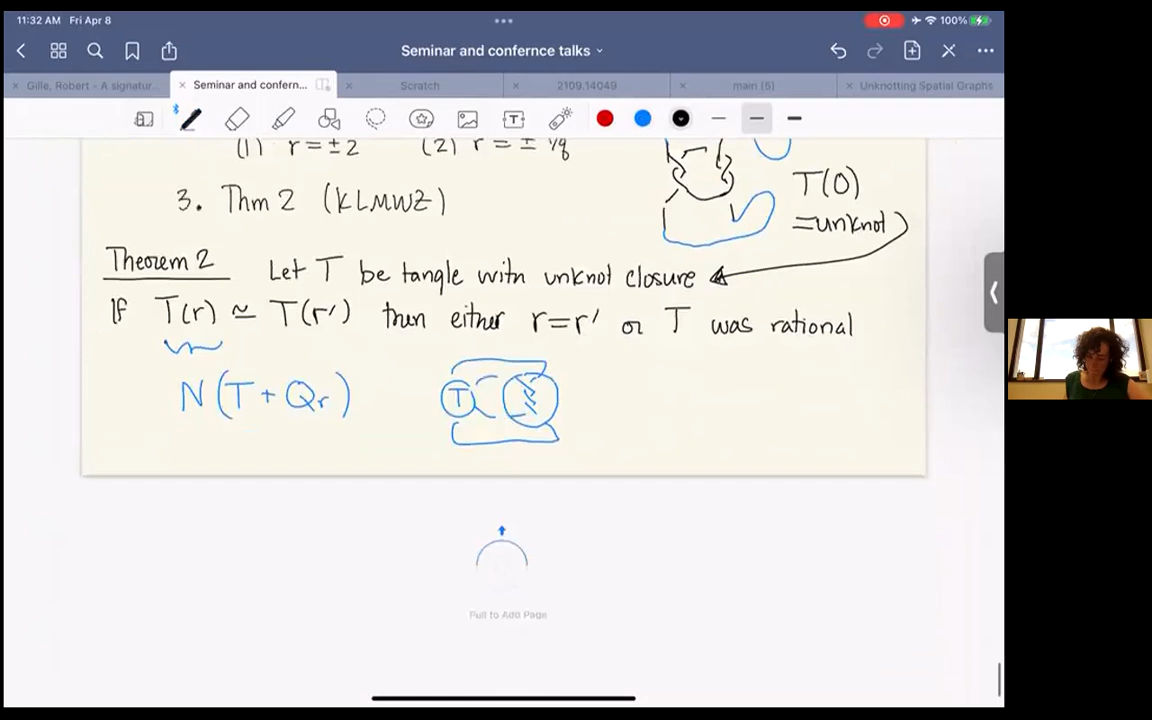 11:32 AM Fri Apr 8
100%
Seminar and confernce talks
Gille, Robert - A signatur...
Seminar and confern...
Scratch
2109.14049
main (5)
Unknotting Spatial Graphs
(1) r = ±2 (2) r = ± 1/q
3. Thm 2 (KLMWZ)
T(0)
=unknot
Theorem 2 Let T be tangle with unknot closure
If T(r) ≃ T(r') then either r=r' or T was rational
N(T + Qr)
T
Pull to Add Page